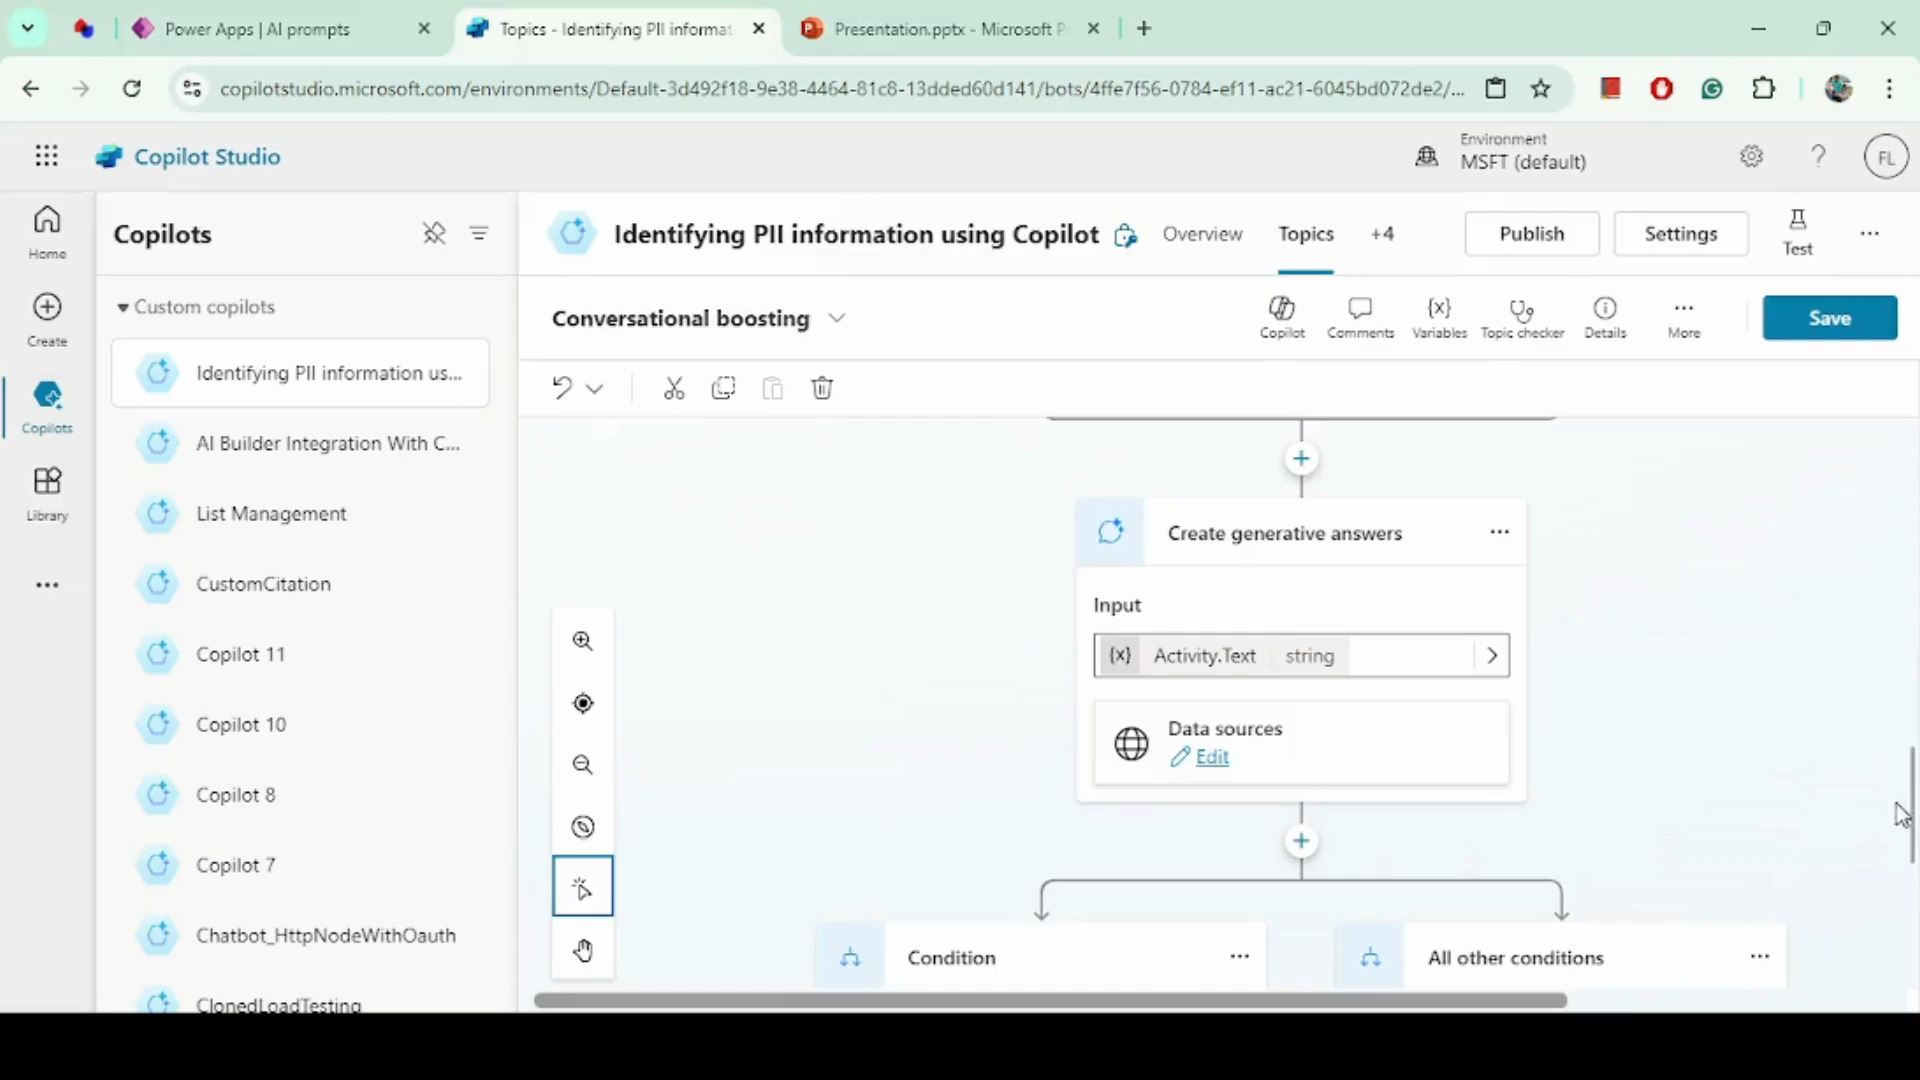 Power Apps | AI prompts
Topics - Identifying PII informat
Presentation.pptx - Microsoft P
copilotstudio.microsoft.com/environments/Default-3d492f18-9e38-4464-81c8-13dded60d141/bots/4ffe7f56-0784-ef11-ac21-6045bd072de2/...
Copilot Studio
Environment
MSFT (default)
FL
Home
Create
Copilots
Library
Copilots
Custom copilots
Identifying PII information us...
AI Builder Integration With C...
List Management
CustomCitation
Copilot 11
Copilot 10
Copilot 8
Copilot 7
Chatbot_HttpNodeWithOauth
ClonedLoadTesting
Identifying PII information using Copilot
Overview
Topics
+4
Publish
Settings
Test
Conversational boosting
Copilot
Comments
{x}
Variables
Topic checker
Details
More
Save
Create generative answers
Input
{x} Activity.Text string
Data sources
Edit
Condition
All other conditions